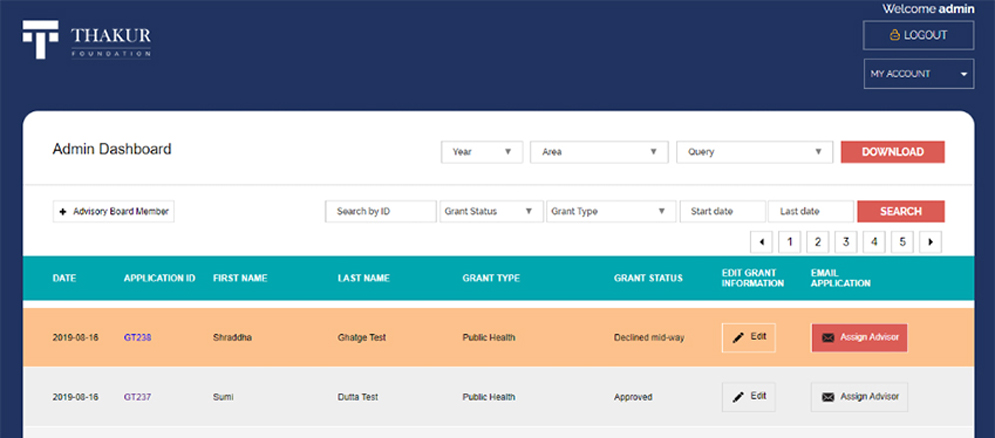 Welcome admin
THAKUR
FOUNDATION
LOGOUT
MY ACCOUNT
Admin Dashboard
Year
Area
Query
DOWNLOAD
+ Advisory Board Member
Search by ID
Grant Status
Grant Type
Start date
Last date
SEARCH
1 2 3 4 5
DATE APPLICATION ID FIRST NAME LAST NAME GRANT TYPE GRANT STATUS EDIT GRANT INFORMATION EMAIL APPLICATION
2019-08-16 GT238 Shraddha Ghatge Test Public Health Declined mid-way Edit Assign Advisor
2019-08-16 GT237 Sumi Dutta Test Public Health Approved Edit Assign Advisor